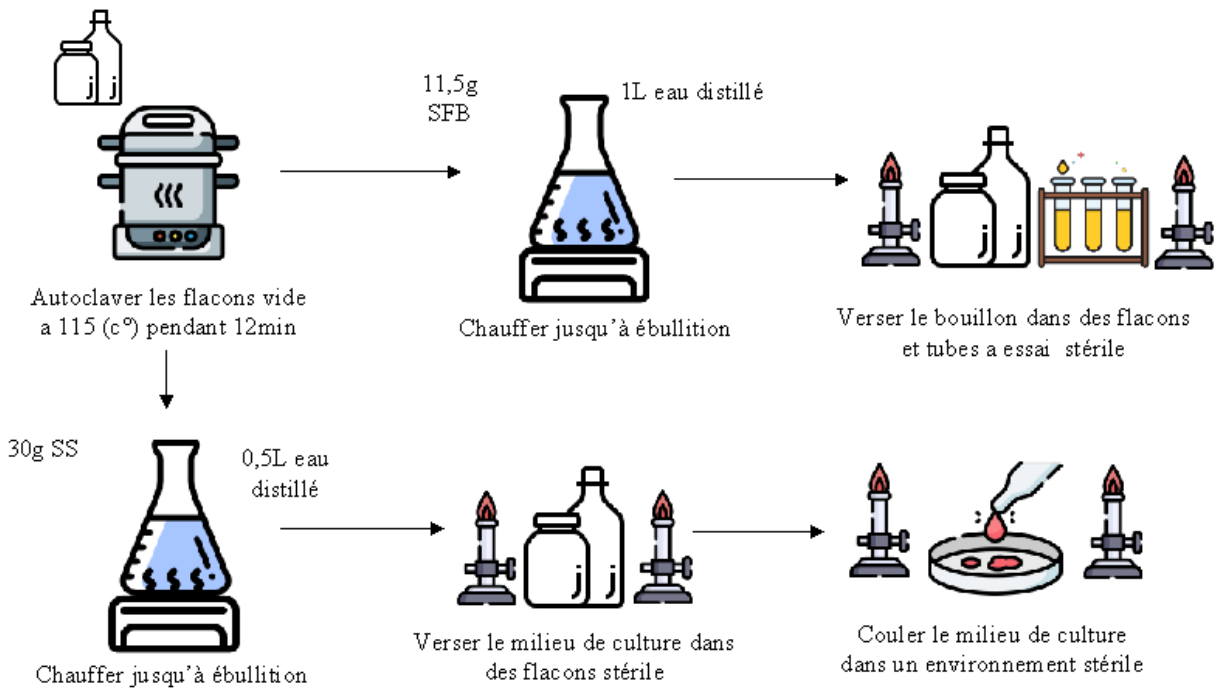 11,5g
SFB
1L eau distillé
Autoclaver les flacons vide
a 115 (c°) pendant 12min
Chauffer jusqu'à ébullition
Verser le bouillon dans des flacons
et tubes a essai stérile
30g SS
0,5L eau
distillé
Chauffer jusqu'à ébullition
Verser le milieu de culture dans
des flacons stérile
Couler le milieu de culture
dans un environnement stérile